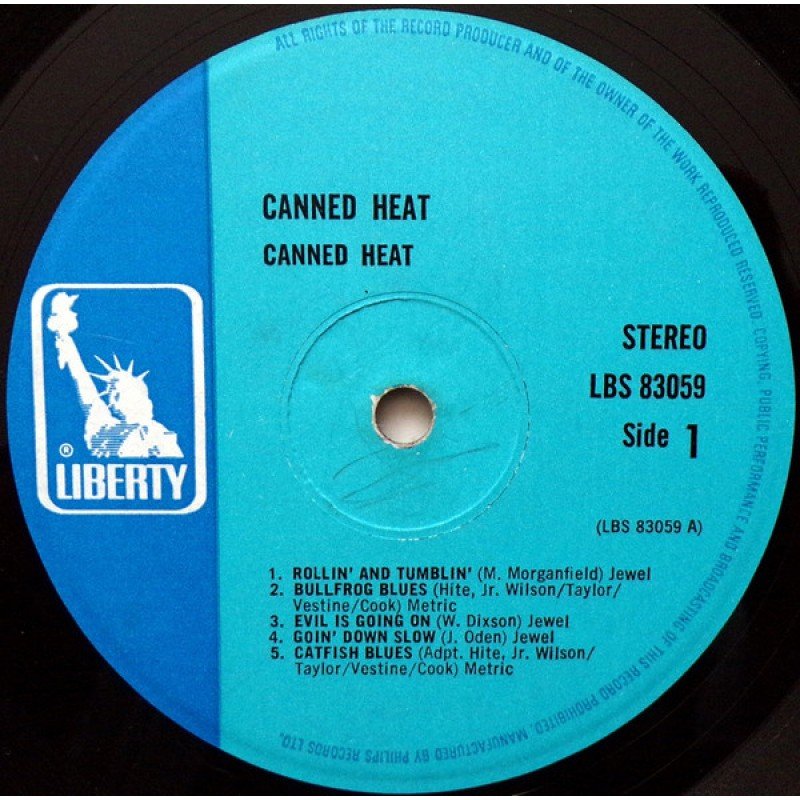 ALL RIGHTS OF THE RECORD PRODUCER AND OF THE OWNER OF THE WORK REPRODUCED RESERVED COPYING, PUBLIC PERFORMANCE AND BROADCASTING OF THIS RECORD PROHIBITED. MANUFACTURED BY PHILIPS RECORDS LTD.
CANNED HEAT
CANNED HEAT
® LIBERTY
STEREO
LBS 83059
Side 1
(LBS 83059 A)
1. ROLLIN' AND TUMBLIN' (M. Morganfield) Jewel
2. BULLFROG BLUES (Hite, Jr. Wilson/Taylor/
Vestine/Cook) Metric
3. EVIL IS GOING ON (W. Dixson) Jewel
4. GOIN' DOWN SLOW (J. Oden) Jewel
5. CATFISH BLUES (Adpt. Hite, Jr. Wilson/
Taylor/Vestine/Cook) Metric